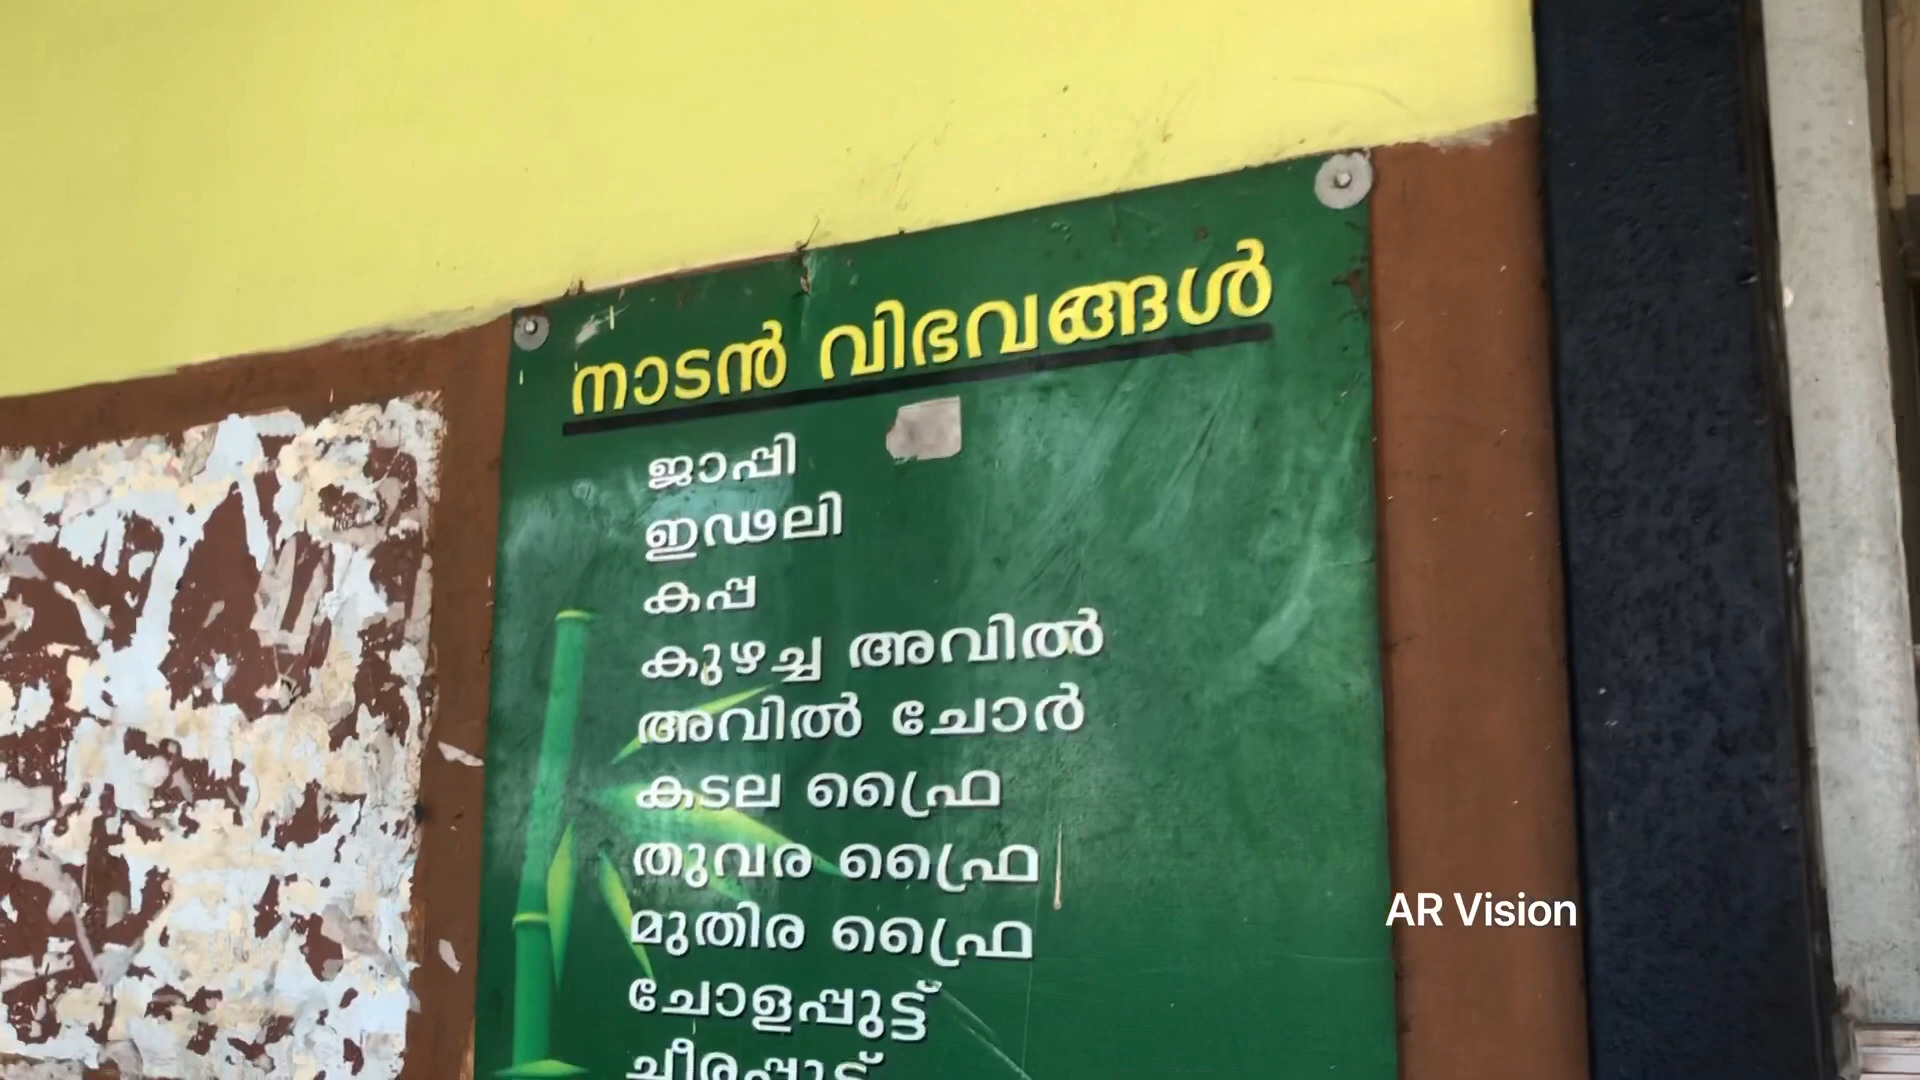 നാടൻ വിഭവങ്ങൾ
ജാപ്പി
ഇഡ്ഢലി
കപ്പ
കുഴച്ച അവിൽ
അവിൽ ചോർ
കടല ഫ്രൈ
തുവര ഫ്രൈ
മുതിര ഫ്രൈ
ചോളപ്പുട്ട്
ചീരപ്പുട്ട്
AR Vision